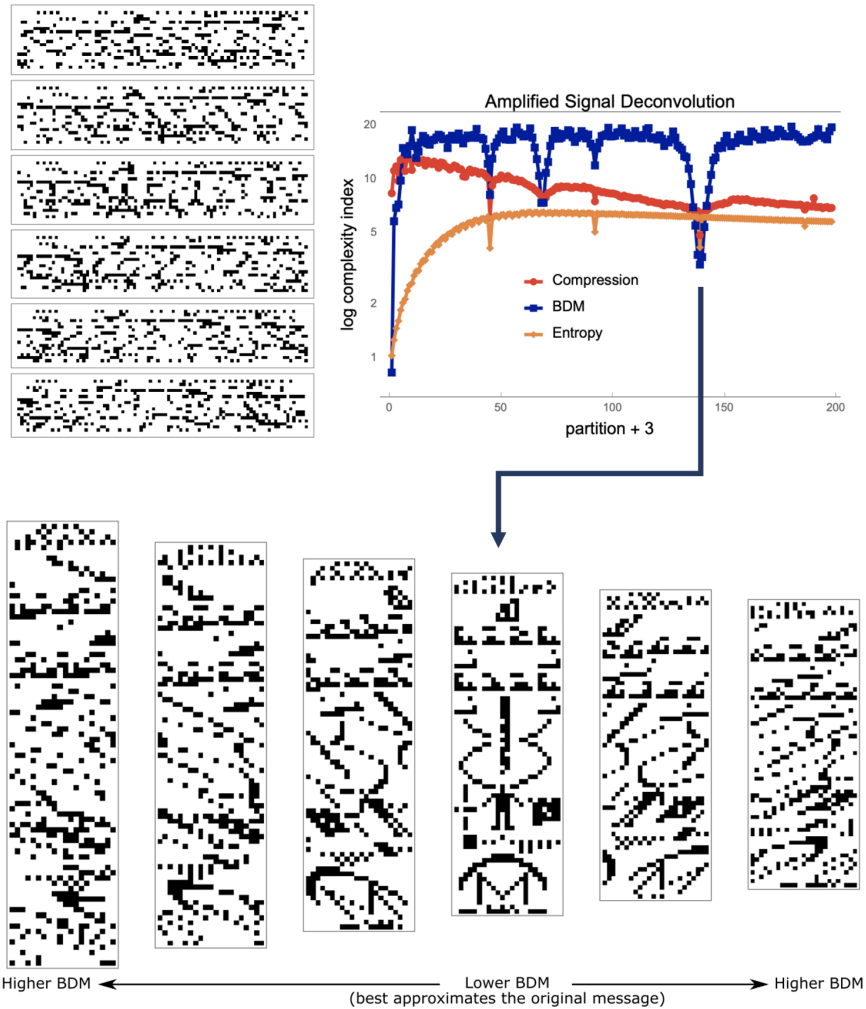 Amplified Signal Deconvolution
log complexity index
20
10
5
2
1
Compression
BDM
Entropy
0 50 100 150 200
partition + 3
Higher BDM Lower BDM Higher BDM
(best approximates the original message)